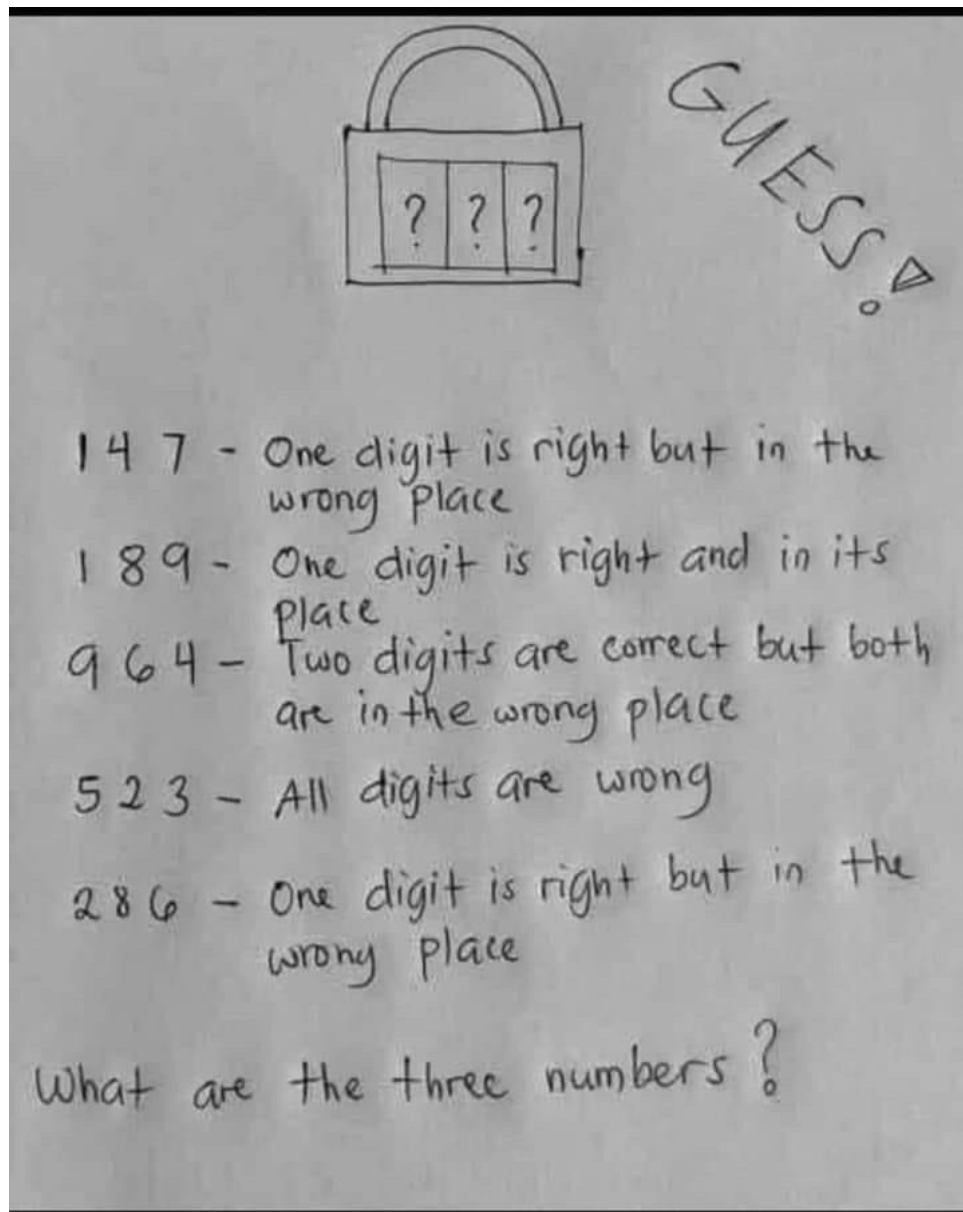 GUESS!
? ? ?
147 - One digit is right but in the
wrong place
189 - One digit is right and in its
place
964 - Two digits are correct but both
are in the wrong place
523 - All digits are wrong
286 - One digit is right but in the
wrong place
What are the three numbers?